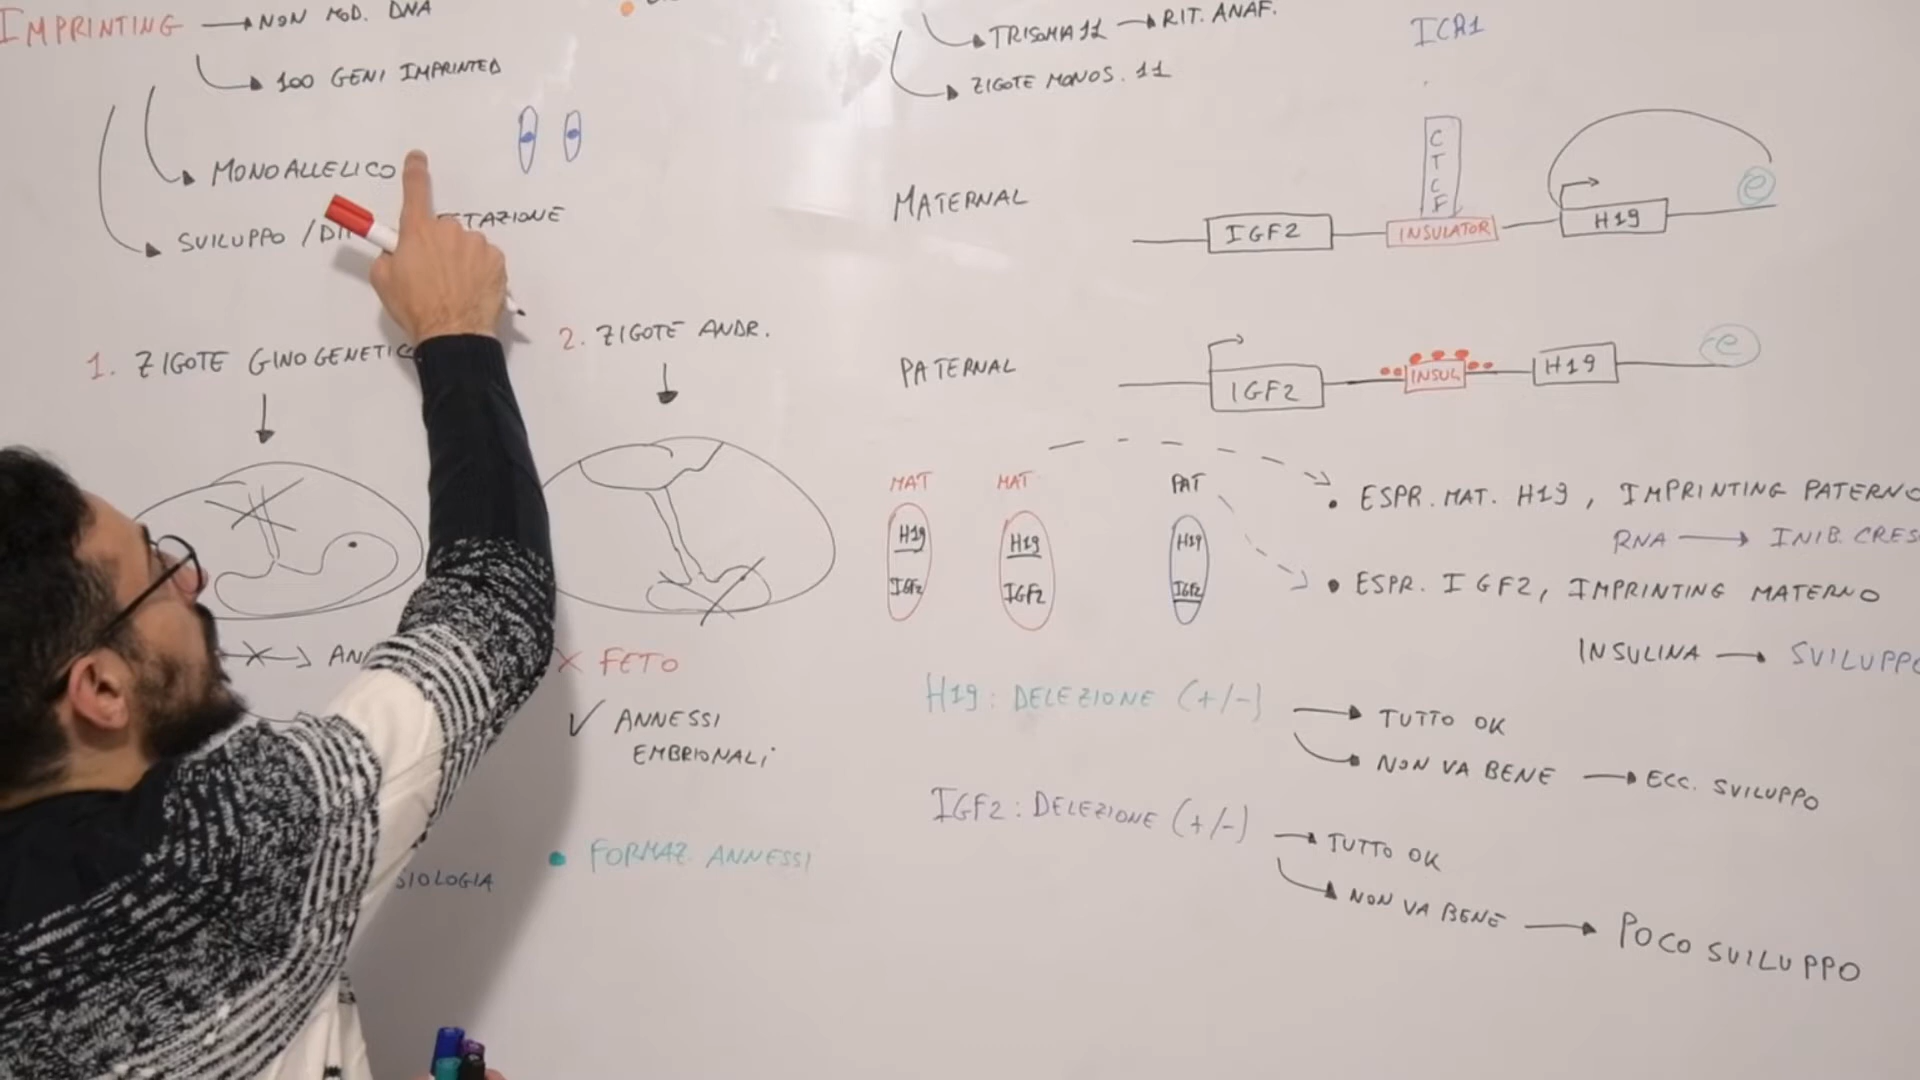 IMPRINTING → NON MOD. DNA
100 GENI IMPRINTED
MONOALLELICO
SVILUPPO /
1. ZIGOTE GINOGENETICO
2. ZIGOTE ANDR.
X FETO
✓ ANNESSI
EMBRIONALI
• FORMAZ. ANNESSI
TRISOMIA 11 → RIT. ANAF.
ZIGOTE MONOS. 11
ICR1
CTCF
MATERNAL
IGF2 INSULATOR H19 e
PATERNAL
IGF2 INSUL H19 e
MAT MAT PAT
H19 H19 H19
IGF2 IGF2 IGF2
• ESPR. MAT. H19, IMPRINTING PATERNO
RNA → INIB. CRES
• ESPR. IGF2, IMPRINTING MATERNO
INSULINA → SVILUPPO
H19: DELEZIONE (+/-) → TUTTO OK
NON VA BENE → ECC. SVILUPPO
IGF2: DELEZIONE (+/-) → TUTTO OK
NON VA BENE → POCO SVILUPPO